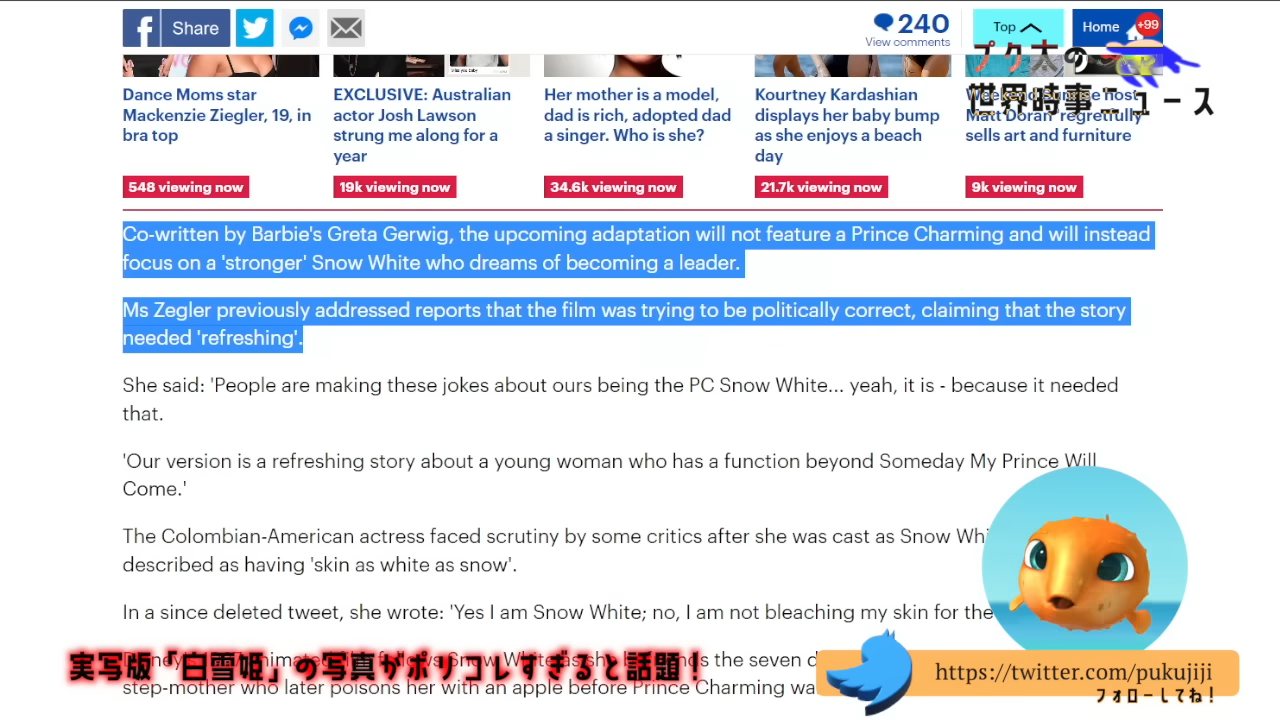 Share
240
View comments
Top
Home
+99
プク太の
世界時事ニュース
Dance Moms star
Mackenzie Ziegler, 19, in
bra top
548 viewing now
EXCLUSIVE: Australian
actor Josh Lawson
strung me along for a
year
19k viewing now
Her mother is a model,
dad is rich, adopted dad
a singer. Who is she?
34.6k viewing now
Kourtney Kardashian
displays her baby bump
as she enjoys a beach
day
21.7k viewing now
Weekend Sunrise host
Matt Doran regretfully
sells art and furniture
9k viewing now
Co-written by Barbie's Greta Gerwig, the upcoming adaptation will not feature a Prince Charming and will instead
focus on a 'stronger' Snow White who dreams of becoming a leader.
Ms Zegler previously addressed reports that the film was trying to be politically correct, claiming that the story
needed 'refreshing'.
She said: 'People are making these jokes about ours being the PC Snow White... yeah, it is - because it needed
that.
'Our version is a refreshing story about a young woman who has a function beyond Someday My Prince Will
Come.'
The Colombian-American actress faced scrutiny by some critics after she was cast as Snow Whi
described as having 'skin as white as snow'.
In a since deleted tweet, she wrote: 'Yes I am Snow White; no, I am not bleaching my skin for the
Snow White as she the seven d
step-mother who later poisons her with an apple before Prince Charming wa
実写版「白雪姫」の写真がポリコレすぎると話題！
https://twitter.com/pukujiji
フォローしてね！